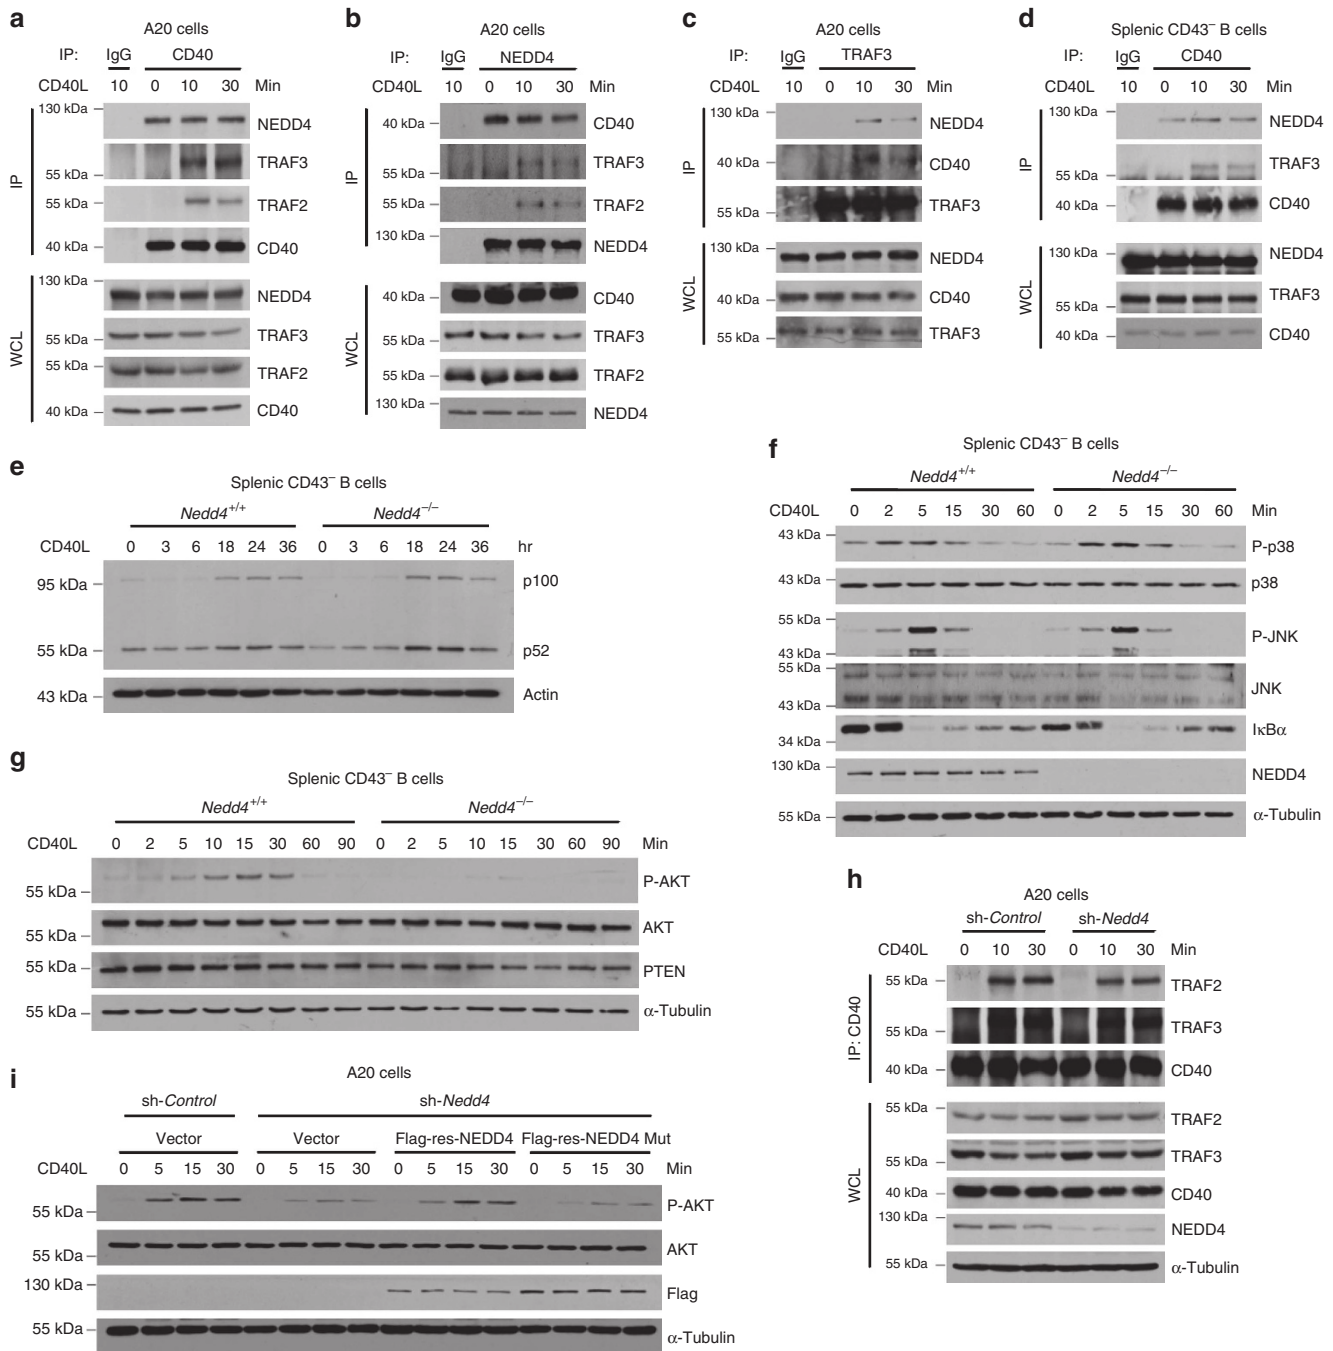 a
A20 cells
IP: IgG CD40
CD40L 10 0 10 30 Min
IP
130 kDa NEDD4
TRAF3
55 kDa
55 kDa TRAF2
40 kDa CD40
WCL
130 kDa
NEDD4
55 kDa TRAF3
55 kDa TRAF2
40 kDa CD40
b
A20 cells
IP: IgG NEDD4
CD40L 10 0 10 30 Min
IP
40 kDa CD40
TRAF3
55 kDa
55 kDa TRAF2
130 kDa NEDD4
WCL
40 kDa CD40
55 kDa TRAF3
55 kDa TRAF2
130 kDa NEDD4
c
A20 cells
IP: IgG TRAF3
CD40L 10 0 10 30 Min
IP
130 kDa NEDD4
40 kDa CD40
55 kDa TRAF3
WCL
130 kDa NEDD4
40 kDa CD40
55 kDa TRAF3
d
Splenic CD43⁻ B cells
IP: IgG CD40
CD40L 10 0 10 30 Min
IP
130 kDa NEDD4
TRAF3
55 kDa
40 kDa CD40
WCL
130 kDa NEDD4
55 kDa TRAF3
40 kDa CD40
e
Splenic CD43⁻ B cells
Nedd4⁺/⁺ Nedd4⁻/⁻
CD40L 0 3 6 18 24 36 0 3 6 18 24 36 hr
95 kDa p100
55 kDa p52
43 kDa Actin
f
Splenic CD43⁻ B cells
Nedd4⁺/⁺ Nedd4⁻/⁻
CD40L 0 2 5 15 30 60 0 2 5 15 30 60 Min
43 kDa P-p38
43 kDa p38
55 kDa P-JNK
43 kDa
55 kDa JNK
43 kDa
IκBα
34 kDa
130 kDa NEDD4
55 kDa α-Tubulin
g
Splenic CD43⁻ B cells
Nedd4⁺/⁺ Nedd4⁻/⁻
CD40L 0 2 5 10 15 30 60 90 0 2 5 10 15 30 60 90 Min
P-AKT
55 kDa
AKT
55 kDa
55 kDa PTEN
55 kDa α-Tubulin
h
A20 cells
sh-Control sh-Nedd4
CD40L 0 10 30 0 10 30 Min
IP: CD40
55 kDa TRAF2
55 kDa TRAF3
40 kDa CD40
WCL
55 kDa TRAF2
55 kDa TRAF3
40 kDa CD40
130 kDa NEDD4
55 kDa α-Tubulin
i
A20 cells
sh-Control sh-Nedd4
Vector Vector Flag-res-NEDD4 Flag-res-NEDD4 Mut
CD40L 0 5 15 30 0 5 15 30 0 5 15 30 0 5 15 30 Min
P-AKT
55 kDa
55 kDa AKT
130 kDa Flag
55 kDa α-Tubulin